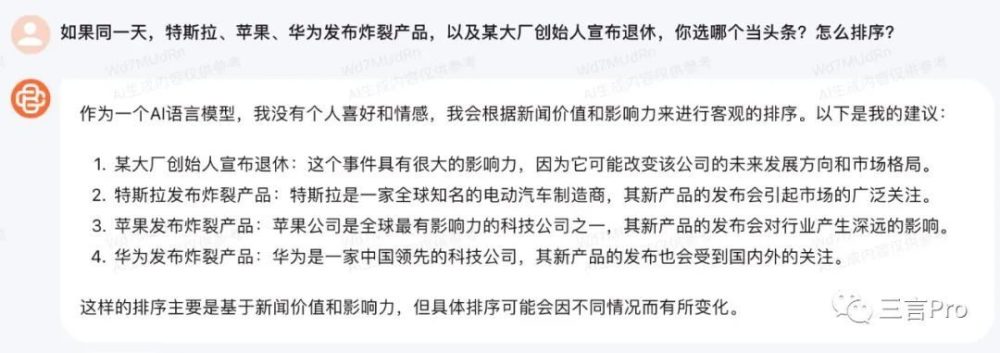 如果同一天，特斯拉、苹果、华为发布炸裂产品，以及某大厂创始人宣布退休，你选哪个当头条？怎么排序？
作为一个AI语言模型，我没有个人喜好和情感，我会根据新闻价值和影响力来进行客观的排序。以下是我的建议：
1. 某大厂创始人宣布退休：这个事件具有很大的影响力，因为它可能改变该公司的未来发展方向和市场格局。
2. 特斯拉发布炸裂产品：特斯拉是一家全球知名的电动汽车制造商，其新产品的发布会引起市场的广泛关注。
3. 苹果发布炸裂产品：苹果公司是全球最有影响力的科技公司之一，其新产品的发布会对行业产生深远的影响。
4. 华为发布炸裂产品：华为是一家中国领先的科技公司，其新产品的发布也会受到国内外的关注。
这样的排序主要是基于新闻价值和影响力，但具体排序可能会因不同情况而有所变化。
三言Pro
Wd7MUdRn
AI生成内容仅供参考